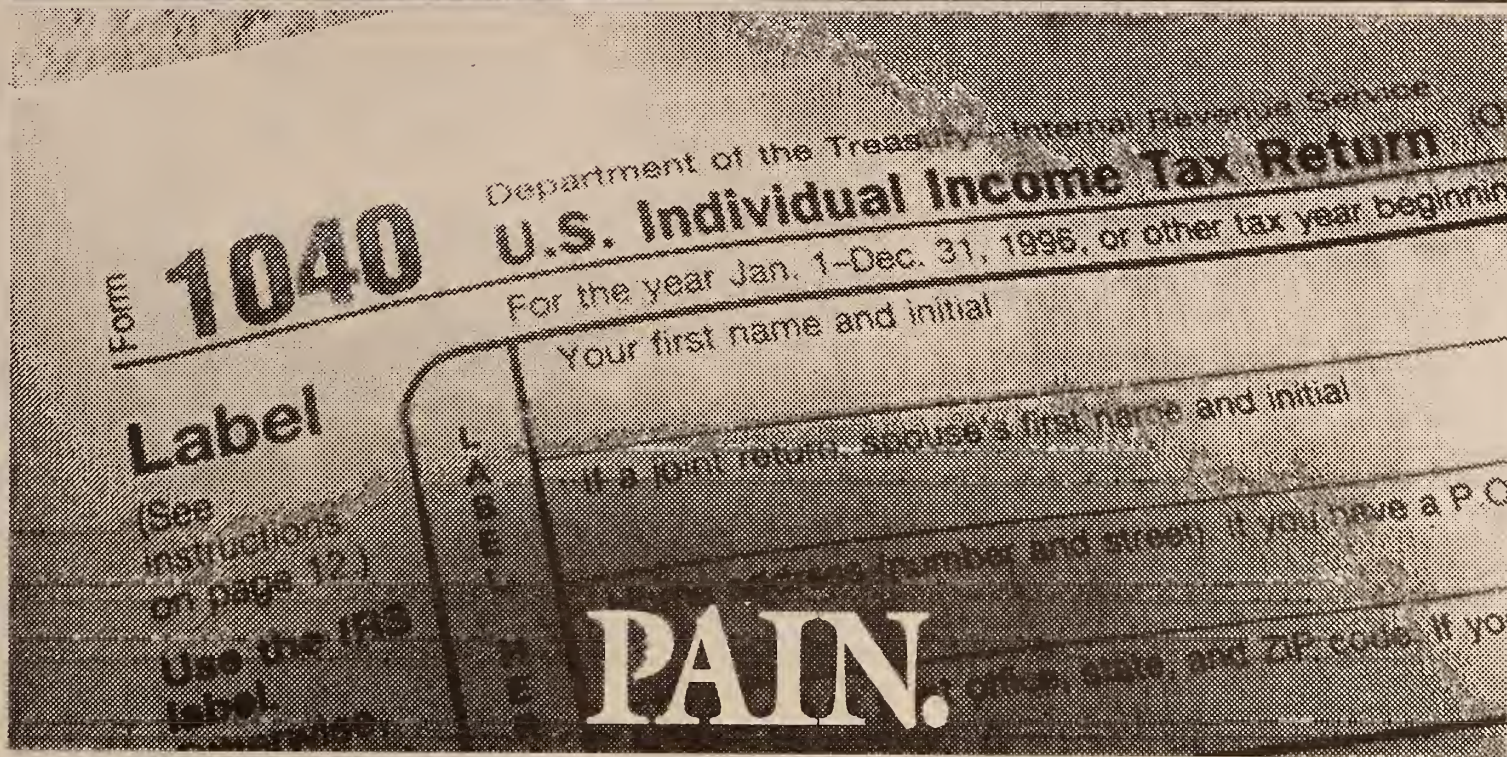 Department of the Treasury—Internal Revenue Service
Form 1040 U.S. Individual Income Tax Return (O
For the year Jan. 1–Dec. 31, 1996, or other tax year beginnin
Label
(See
instructions
on page 12.)
Use the IRS
label.
Otherwise,
LABEL
HER
Your first name and initial
If a joint return, spouse's first name and initial
address (number and street). If you have a P.O
office, state, and ZIP code. If yo
PAIN.